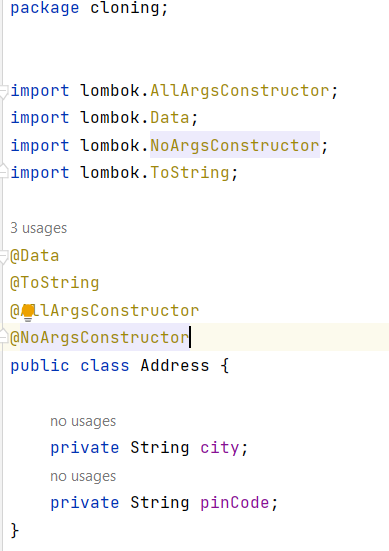 package cloning;
import lombok.AllArgsConstructor;
import lombok.Data;
import lombok.NoArgsConstructor;
import lombok.ToString;
3 usages
@Data
@ToString
@AllArgsConstructor
@NoArgsConstructor
public class Address {
no usages
private String city;
no usages
private String pinCode;
}